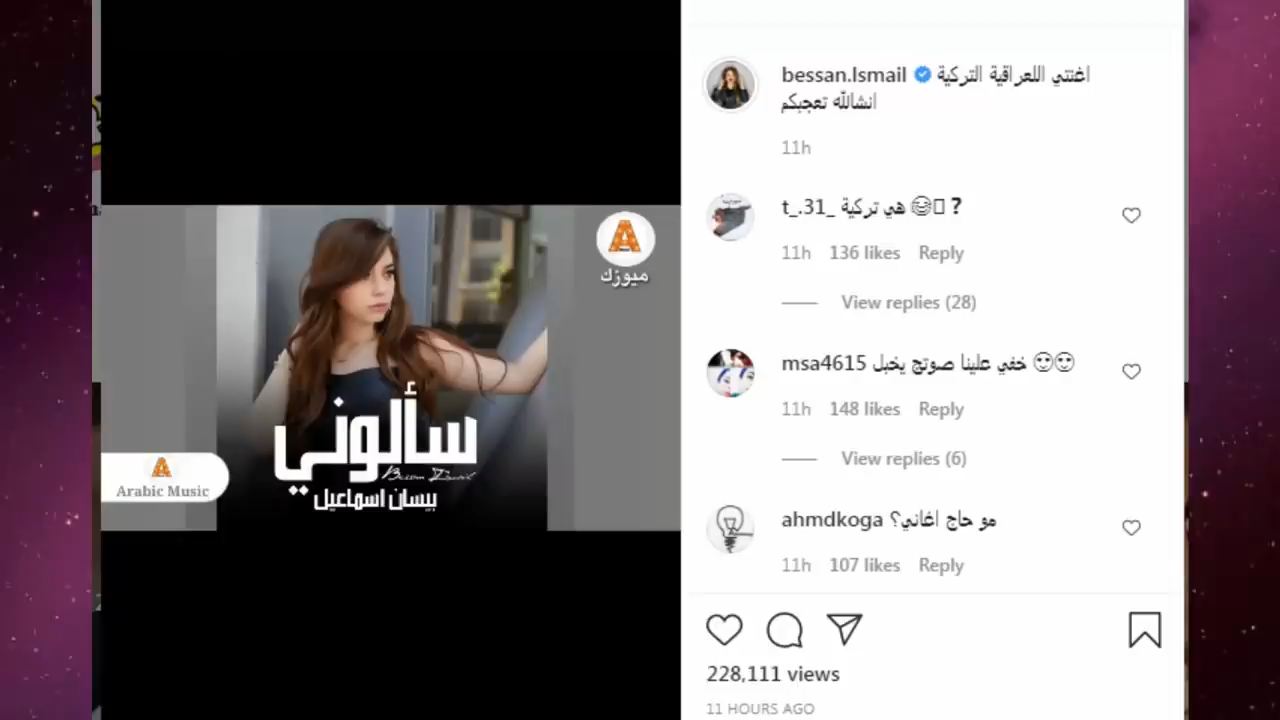 ميوزك
سألوني
Bessan Ismail
بيسان اسماعيل
Arabic Music
bessan.Ismail اغنتي اللعراقية التركية
انشالله تعجبكم
11h
t_.31_ هي تركية 😂 ?
11h 136 likes Reply
View replies (28)
msa4615 خفي علينا صوتج يخبل 🙂🙂
11h 148 likes Reply
View replies (6)
ahmdkoga مو حاج اغاني؟
11h 107 likes Reply
228,111 views
11 HOURS AGO